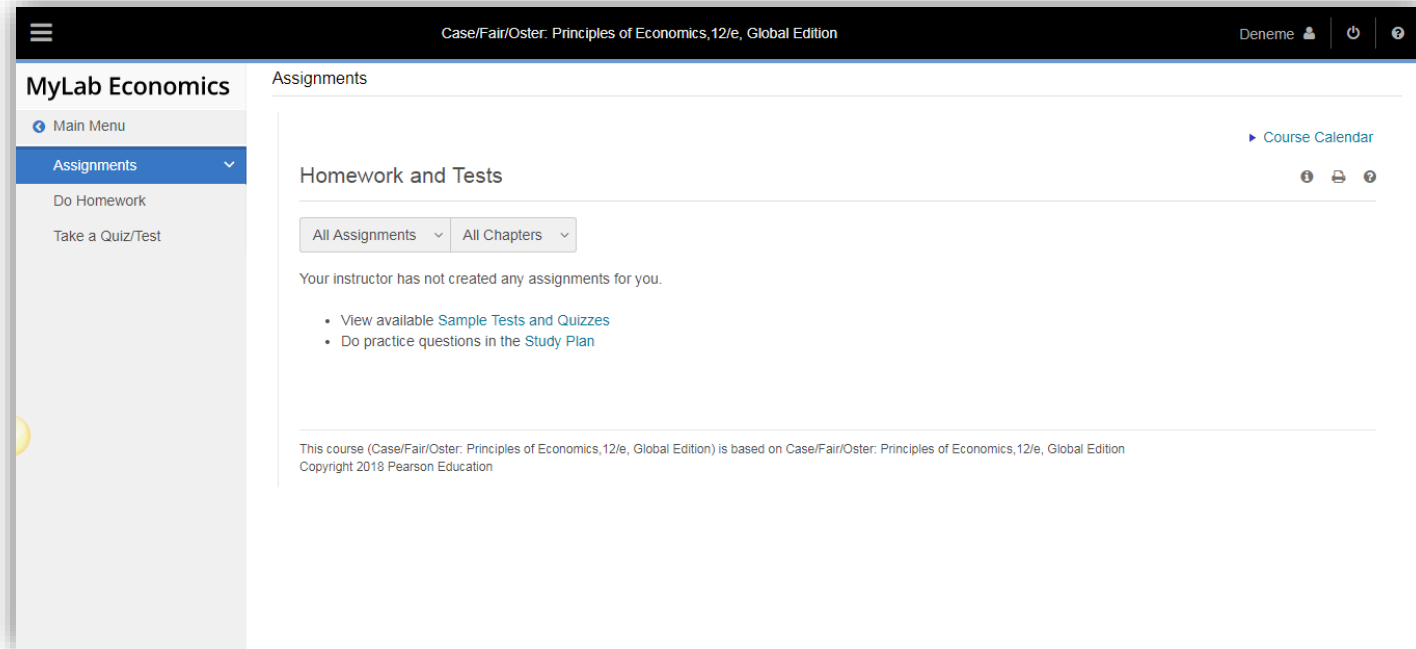 Case/Fair/Oster: Principles of Economics,12/e, Global Edition
Deneme
MyLab Economics
Assignments
Main Menu
Course Calendar
Assignments
Homework and Tests
Do Homework
Take a Quiz/Test
All Assignments
All Chapters
Your instructor has not created any assignments for you.
• View available Sample Tests and Quizzes
• Do practice questions in the Study Plan
This course (Case/Fair/Oster: Principles of Economics,12/e, Global Edition) is based on Case/Fair/Oster: Principles of Economics,12/e, Global Edition
Copyright 2018 Pearson Education